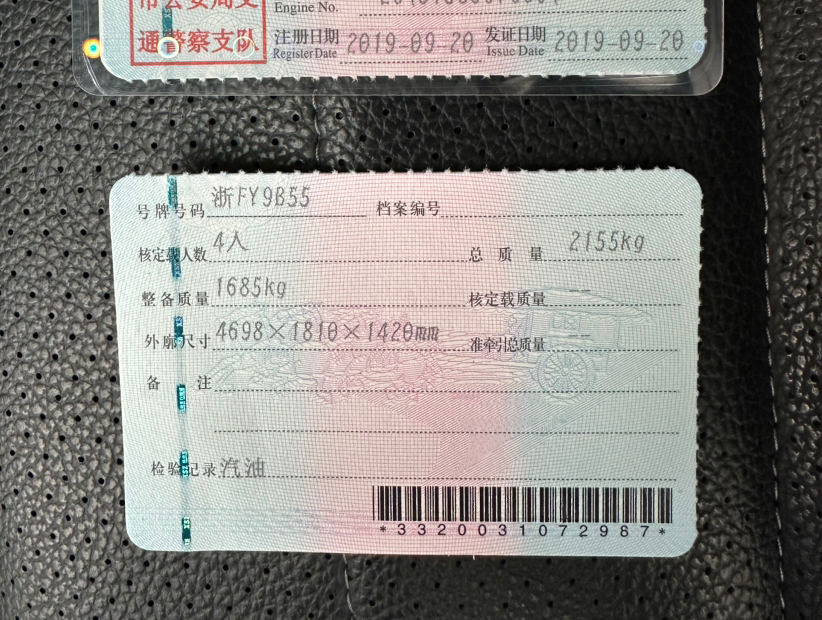 市公安局交
Engine No.
通警察支队
注册日期 2019-09-20 发证日期 2019-09-20
Register Date Issue Date
号牌号码 浙FY9B55 档案编号
核定载人数 4人 总质量 2155kg
整备质量 1685kg 核定载质量 --
外廓尺寸 4698×1810×1420mm 准牵引总质量 --
备注
检验记录 汽油
*3320031072987*